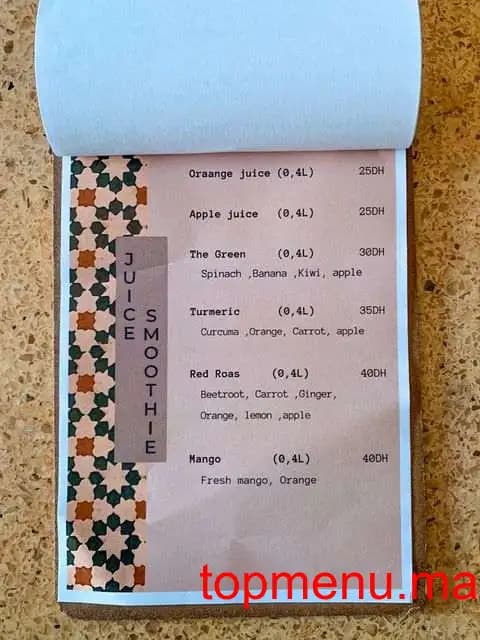 JUICE
SMOOTHIE
Oraange juice (0,4L) 25DH
Apple juice (0,4L) 25DH
The Green (0,4L) 30DH
Spinach ,Banana ,Kiwi, apple
Turmeric (0,4L) 35DH
Curcuma ,Orange, Carrot, apple
Red Roas (0,4L) 40DH
Beetroot, Carrot ,Ginger,
Orange, lemon ,apple
Mango (0,4L) 40DH
Fresh mango, Orange
topmenu.ma